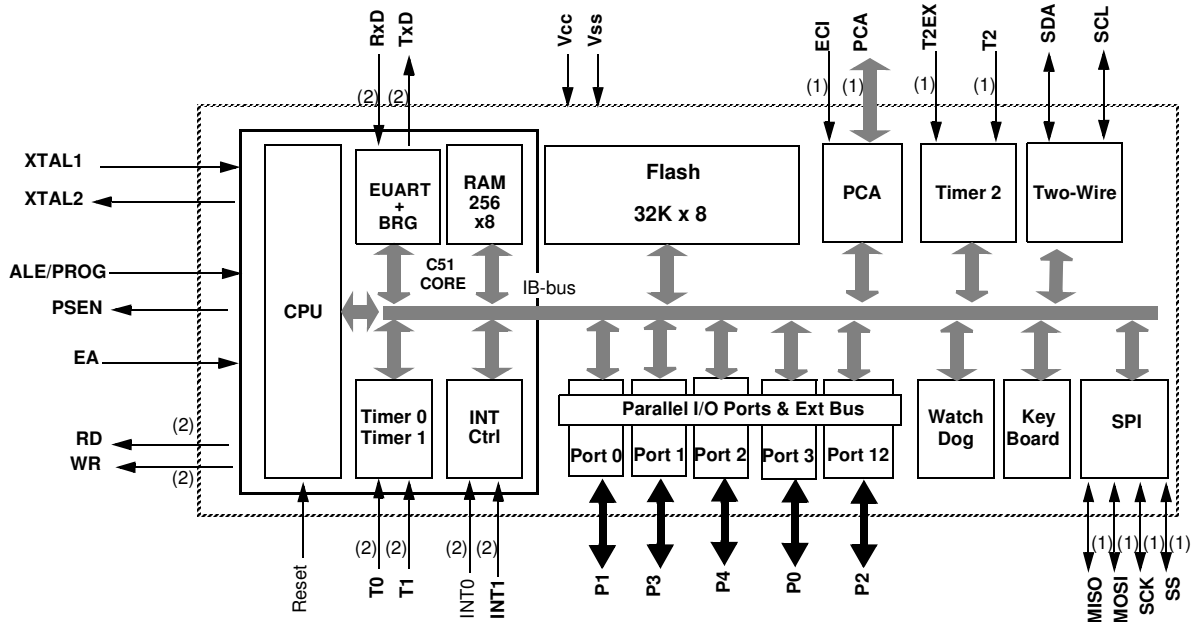 RxD
TxD
Vcc
Vss
ECI
PCA
T2EX
T2
SDA
SCL
(2)
(2)
(1)
(1)
(1)
(1)
XTAL1
XTAL2
ALE/PROG
PSEN
EA
RD
(2)
WR
(2)
CPU
EUART
+
BRG
RAM
256
x8
C51
CORE
IB-bus
Flash
32K x 8
PCA
Timer 2
Two-Wire
Timer 0
Timer 1
INT
Ctrl
Parallel I/O Ports & Ext Bus
Port 0
Port 1
Port 2
Port 3
Port 12
Watch
Dog
Key
Board
SPI
(2)
(2)
(2)
(2)
(1)
(1)
(1)
(1)
Reset
T0
T1
INT0
INT1
P1
P3
P4
P0
P2
MISO
MOSI
SCK
SS